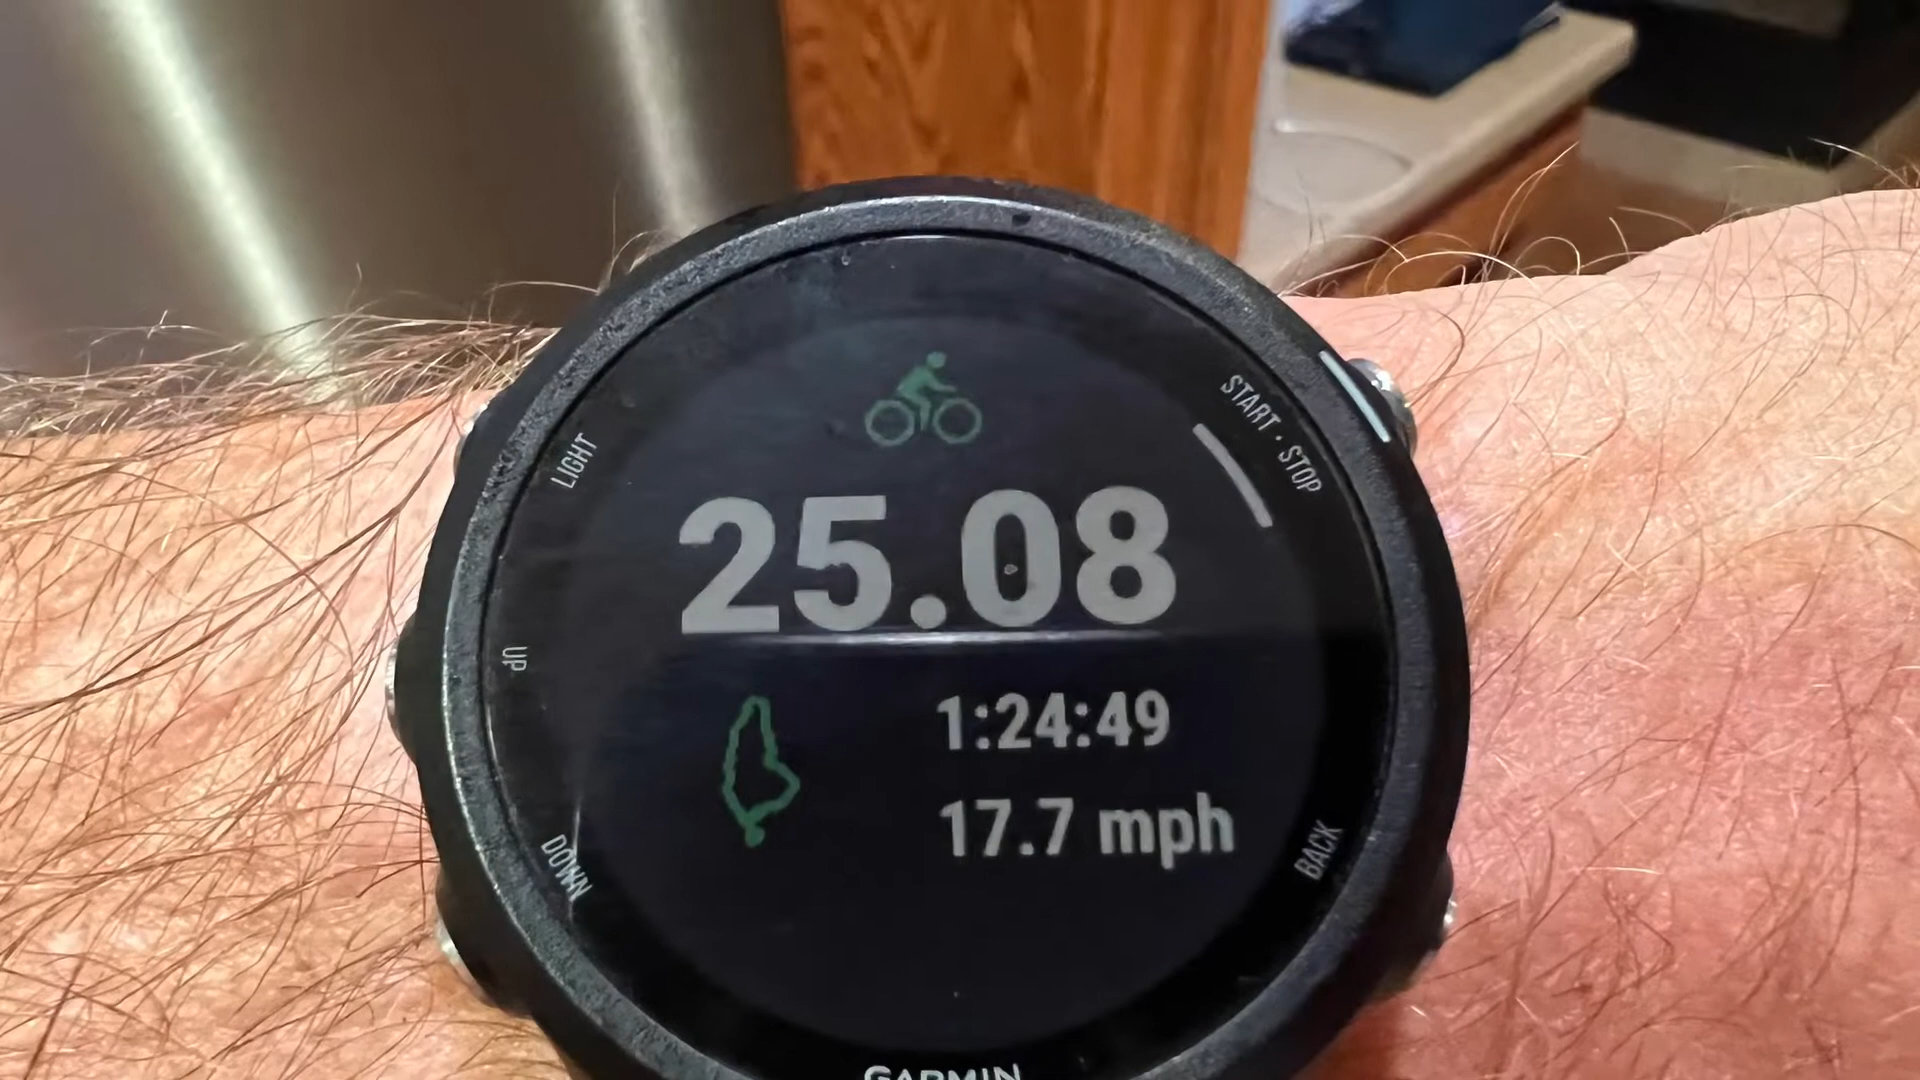 START · STOP
LIGHT
25.08
UP
1:24:49
17.7 mph
DOWN
BACK
GARMIN